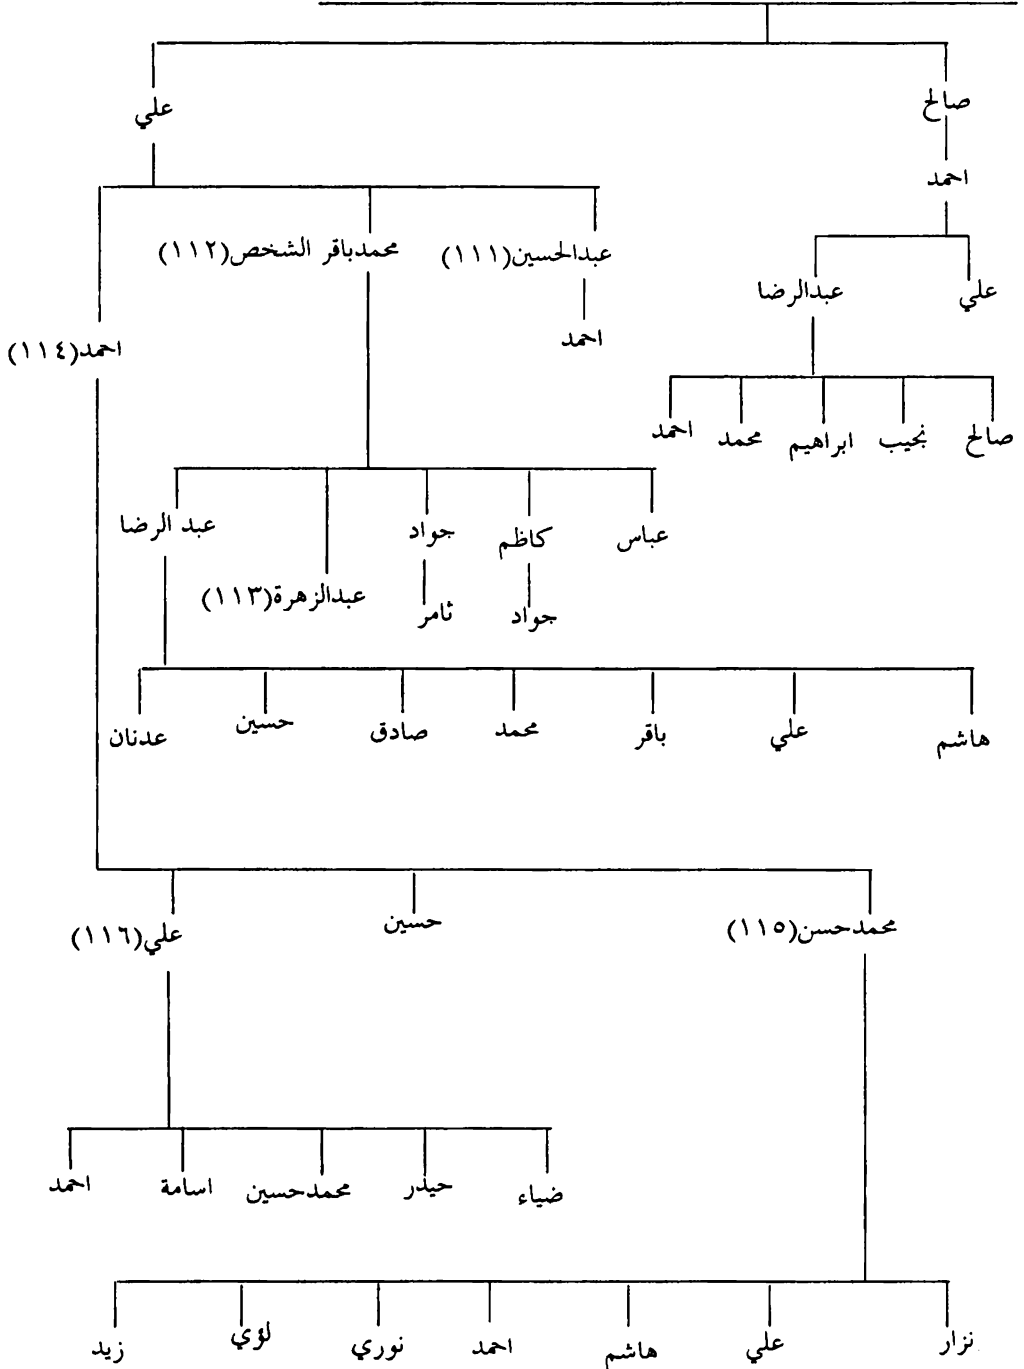 صالح
علي
احمد
عبدالحسين(١١١)
محمدباقر الشخص(١١٢)
علي
عبدالرضا
احمد
احمد(١١٤)
صالح
نجيب
ابراهيم
محمد
احمد
عباس
كاظم
جواد
عبد الرضا
عبدالزهرة(١١٣)
جواد
ثامر
هاشم
علي
باقر
محمد
صادق
حسين
عدنان
محمدحسن(١١٥)
حسين
علي(١١٦)
ضياء
حيدر
محمدحسين
اسامة
احمد
نزار
علي
هاشم
احمد
نوري
لؤي
زيد